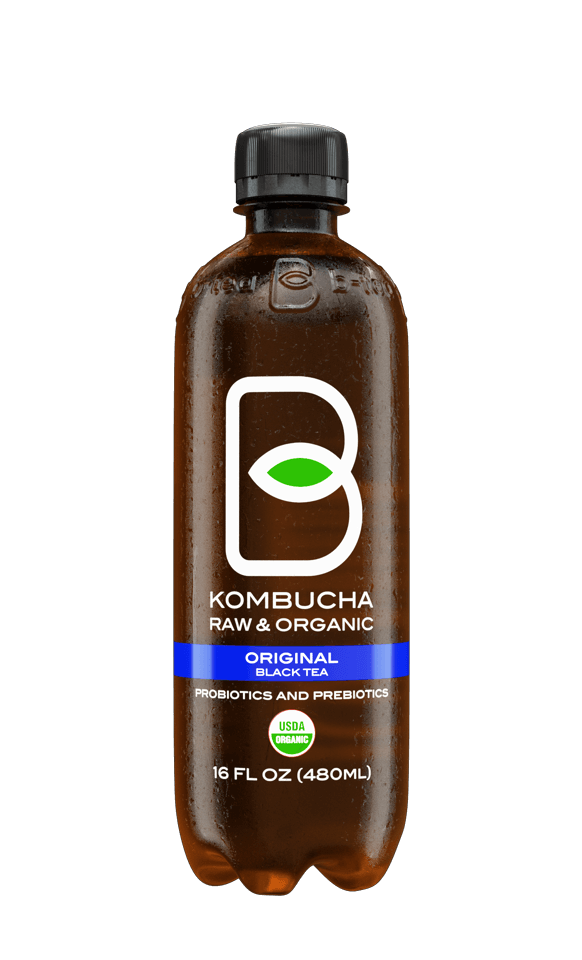 B
KOMBUCHA
RAW & ORGANIC
ORIGINAL
BLACK TEA
PROBIOTICS AND PREBIOTICS
USDA
ORGANIC
16 FL OZ (480ML)